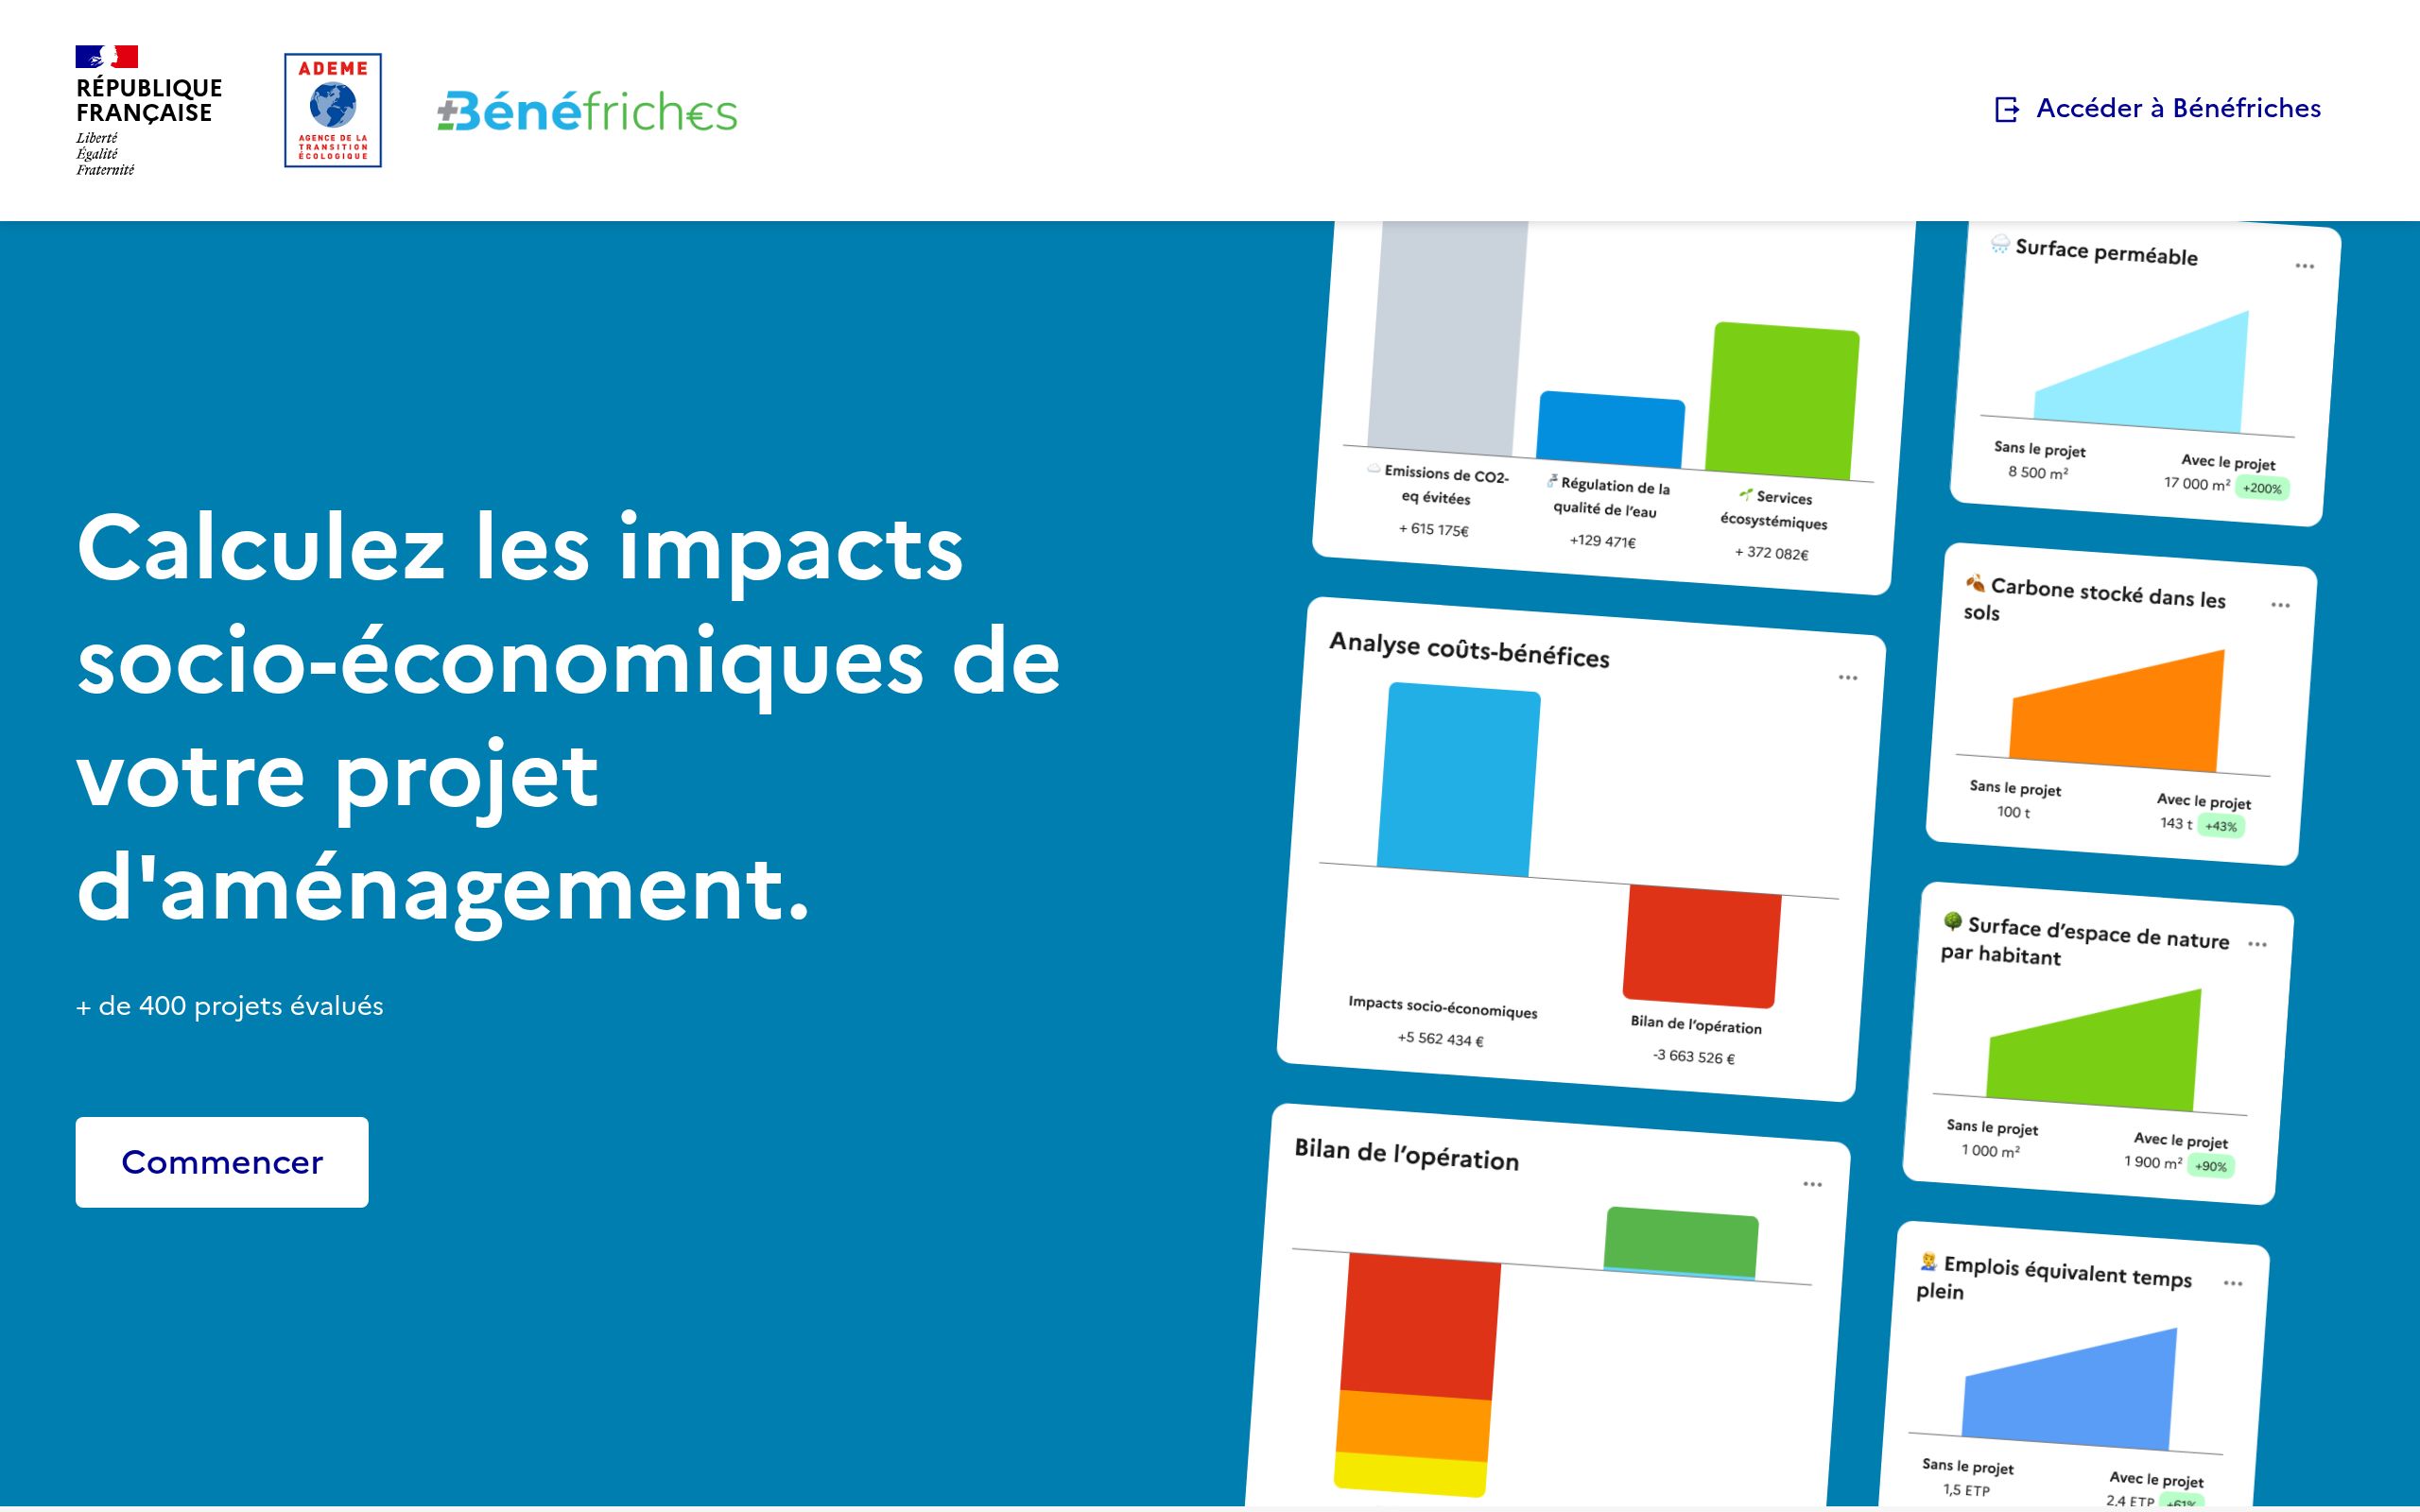 RÉPUBLIQUE
FRANÇAISE
Liberté
Égalité
Fraternité
ADEME
AGENCE DE LA
TRANSITION
ÉCOLOGIQUE
Bénéfriches
Accéder à Bénéfriches
Calculez les impacts
socio-économiques de
votre projet
d'aménagement.
+ de 400 projets évalués
Commencer
Emissions de CO2-
eq évitées
+ 615 175€
Régulation de la
qualité de l’eau
+129 471€
Services
écosystémiques
+ 372 082€
Analyse coûts-bénéfices
Impacts socio-économiques
+5 562 434 €
Bilan de l’opération
-3 663 526 €
Bilan de l’opération
Surface perméable
Sans le projet
8 500 m²
Avec le projet
17 000 m² +200%
Carbone stocké dans les
sols
Sans le projet
100 t
Avec le projet
143 t +43%
Surface d’espace de nature
par habitant
Sans le projet
1 000 m²
Avec le projet
1 900 m² +90%
Emplois équivalent temps
plein
Sans le projet
1,5 ETP
Avec le projet
2,4 ETP +61%